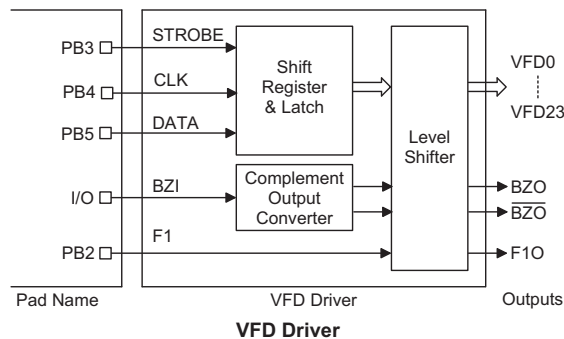 PB3
STROBE
PB4
CLK
PB5
DATA
I/O
BZI
PB2
F1
Shift
Register
& Latch
Complement
Output
Converter
Level
Shifter
VFD0
VFD23
BZO
BZO
F1O
Pad Name
VFD Driver
Outputs
VFD Driver